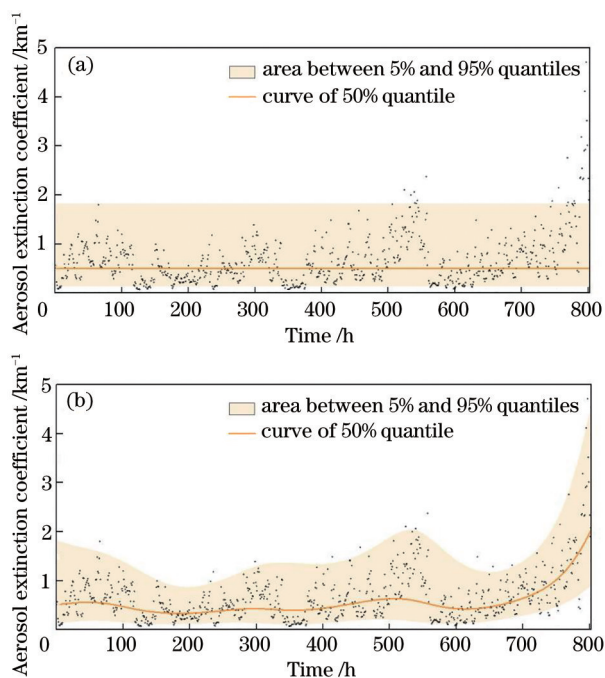 Aerosol extinction coefficient /km⁻¹
5
4
3
2
1
(a)
area between 5% and 95% quantiles
curve of 50% quantile
0 100 200 300 400 500 600 700 800
Time /h
Aerosol extinction coefficient /km⁻¹
5
4
3
2
1
(b)
area between 5% and 95% quantiles
curve of 50% quantile
0 100 200 300 400 500 600 700 800
Time /h